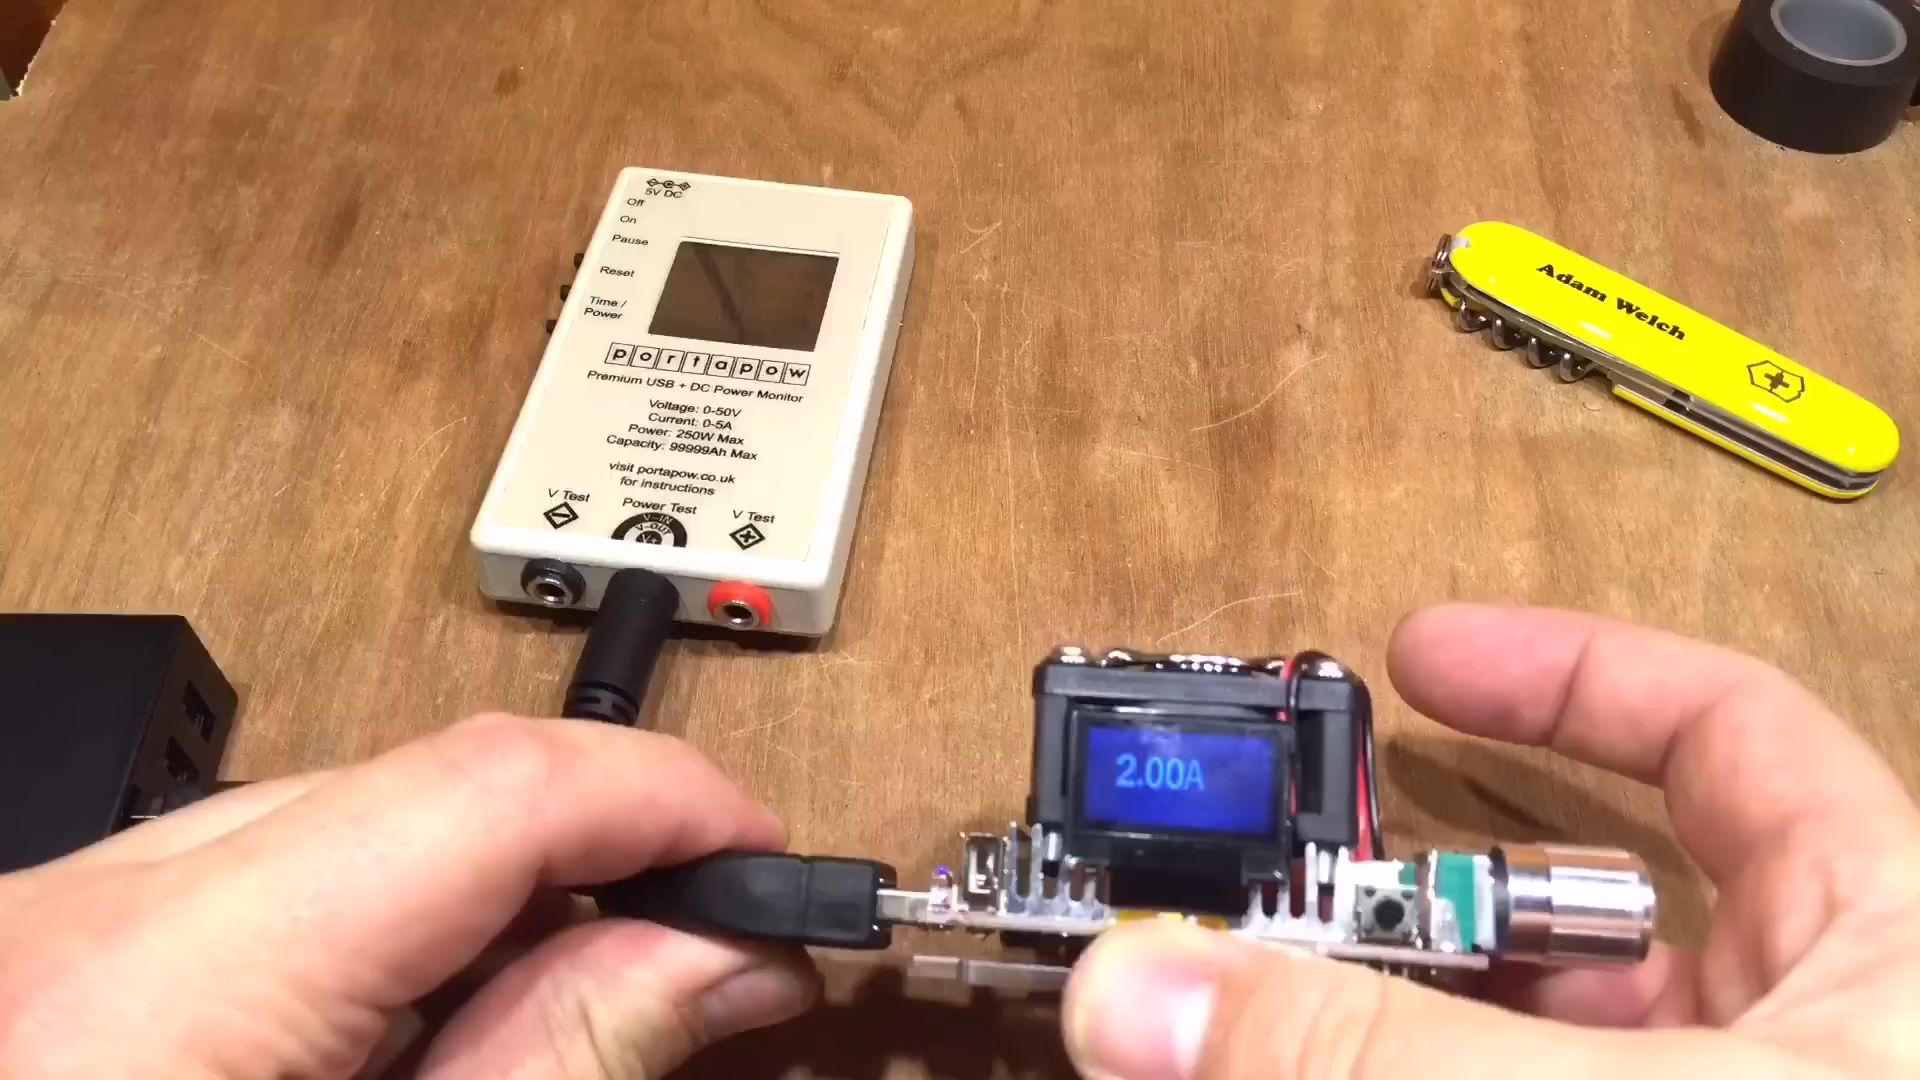 5V DC
Off
On
Pause
Reset
Time /
Power
portapow
Premium USB + DC Power Monitor
Voltage: 0-50V
Current: 0-5A
Power: 250W Max
Capacity: 99999Ah Max
visit portapow.co.uk
for instructions
V Test
Power Test
V Test
V-IN
V-OUT
V+
Adam Welch
2.00A